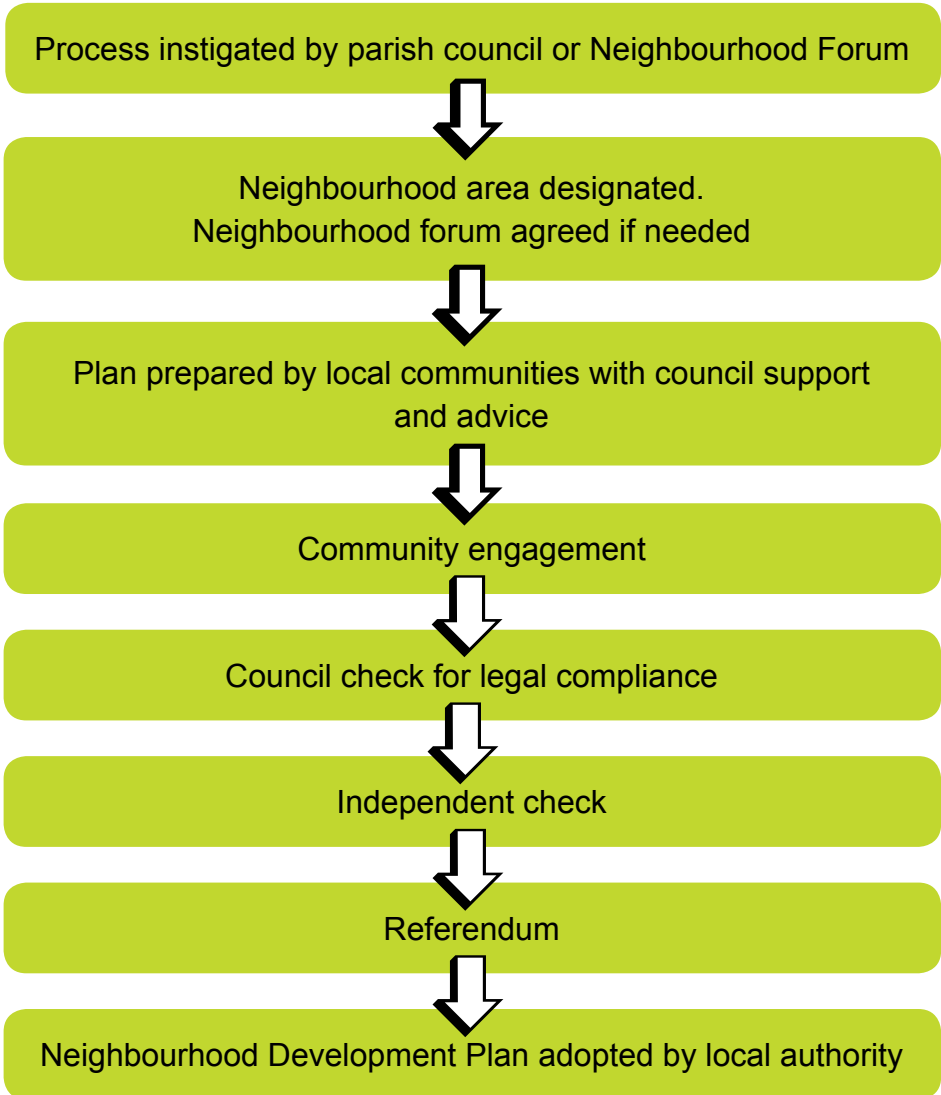 Process instigated by parish council or Neighbourhood Forum
Neighbourhood area designated.
Neighbourhood forum agreed if needed
Plan prepared by local communities with council support
and advice
Community engagement
Council check for legal compliance
Independent check
Referendum
Neighbourhood Development Plan adopted by local authority